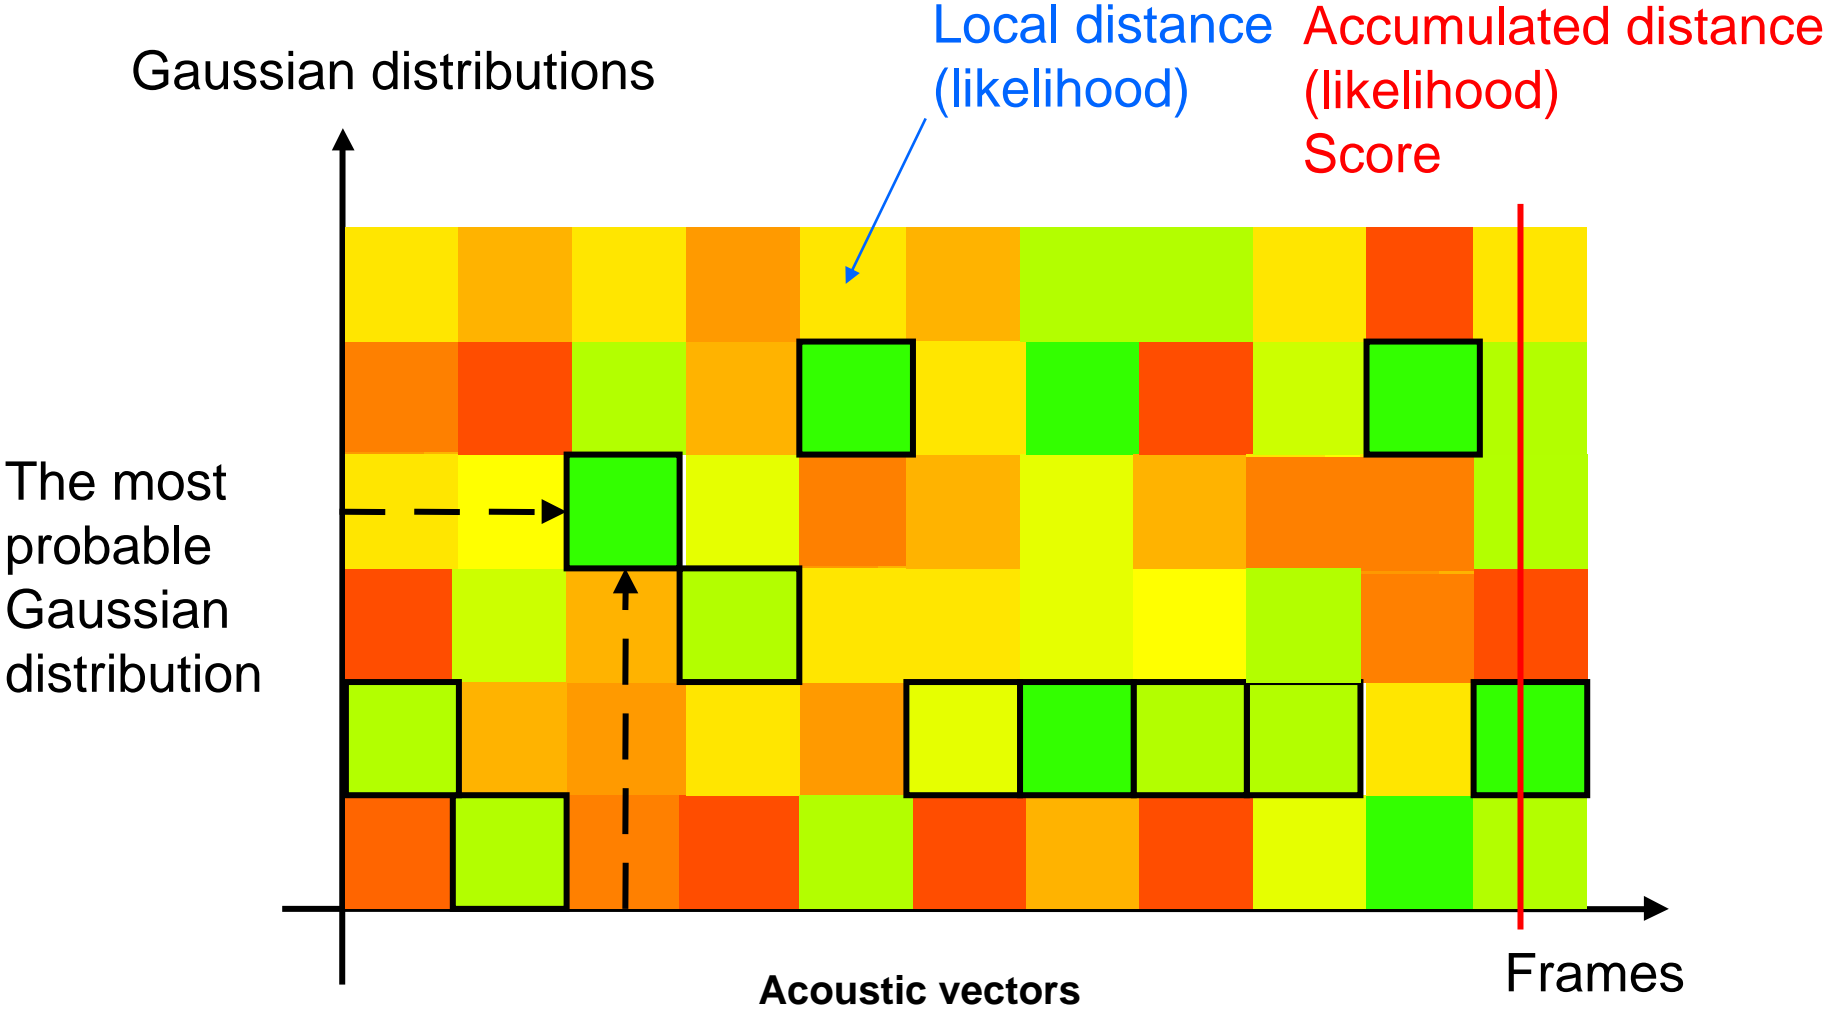 Gaussian distributions
Local distance
(likelihood)
Accumulated distance
(likelihood)
Score
The most
probable
Gaussian
distribution
Acoustic vectors
Frames